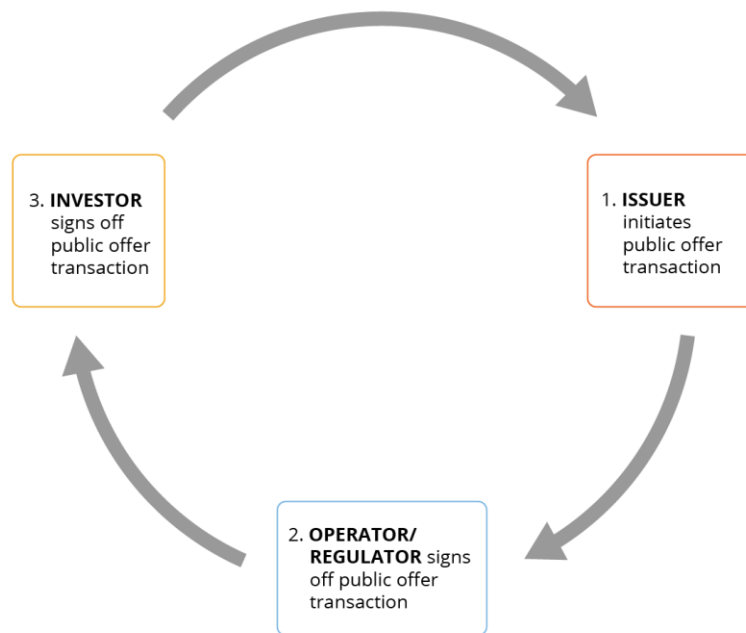 1. ISSUER
initiates
public offer
transaction
2. OPERATOR/
REGULATOR signs
off public offer
transaction
3. INVESTOR
signs off
public offer
transaction